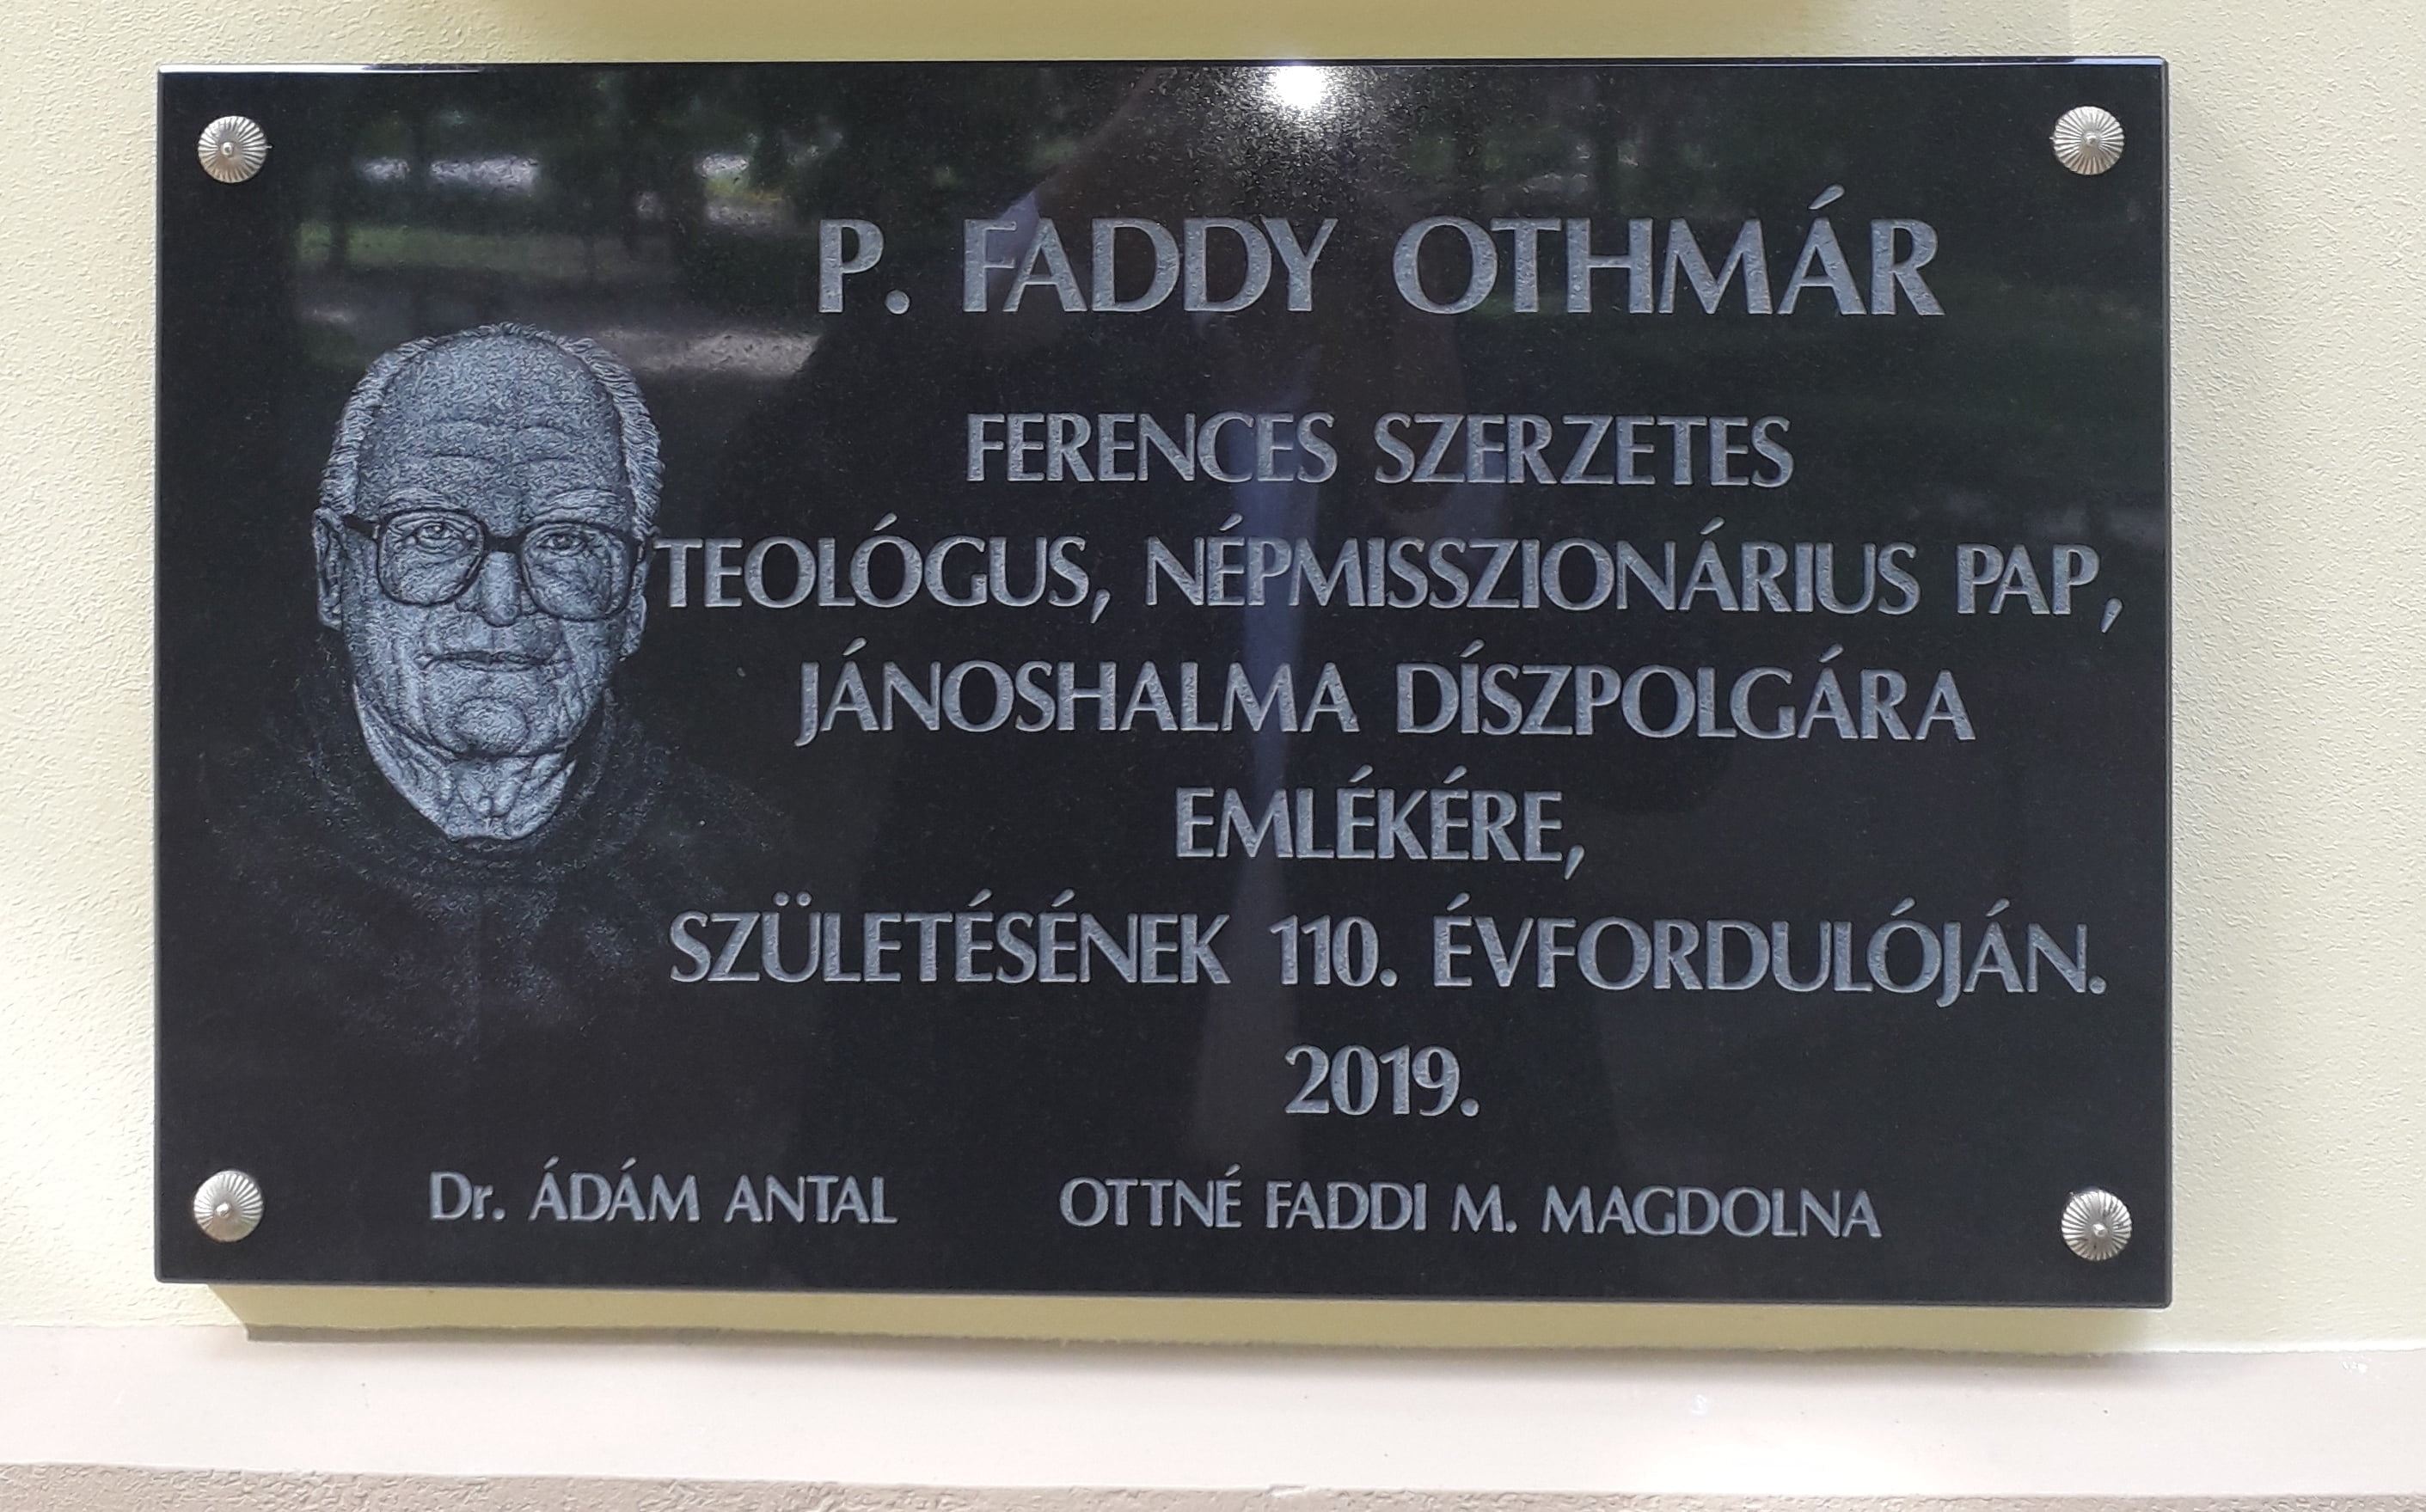 P. FADDY OTHMÁR
FERENCES SZERZETES
TEOLÓGUS, NÉPMISSZIONÁRIUS PAP,
JÁNOSHALMA DÍSZPOLGÁRA
EMLÉKÉRE,
SZÜLETÉSÉNEK 110. ÉVFORDULÓJÁN.
2019.
Dr. ÁDÁM ANTAL OTTNÉ FADDI M. MAGDOLNA